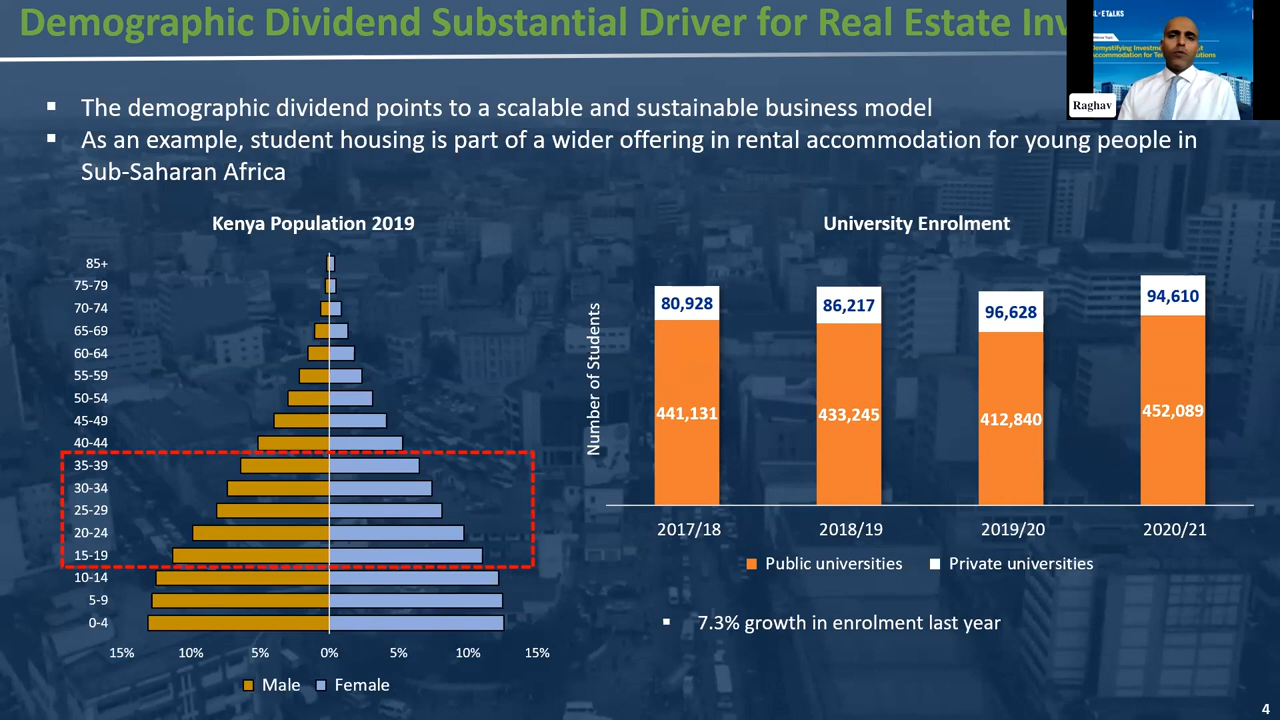 Demographic Dividend Substantial Driver for Real Estate Inv
▪ The demographic dividend points to a scalable and sustainable business model
▪ As an example, student housing is part of a wider offering in rental accommodation for young people in
Sub-Saharan Africa
Raghav
Kenya Population 2019
85+
75-79
70-74
65-69
60-64
55-59
50-54
45-49
40-44
35-39
30-34
25-29
20-24
15-19
10-14
5-9
0-4
15% 10% 5% 0% 5% 10% 15%
Male Female
University Enrolment
Number of Students
80,928 86,217 96,628 94,610
441,131 433,245 412,840 452,089
2017/18 2018/19 2019/20 2020/21
Public universities Private universities
▪ 7.3% growth in enrolment last year
4